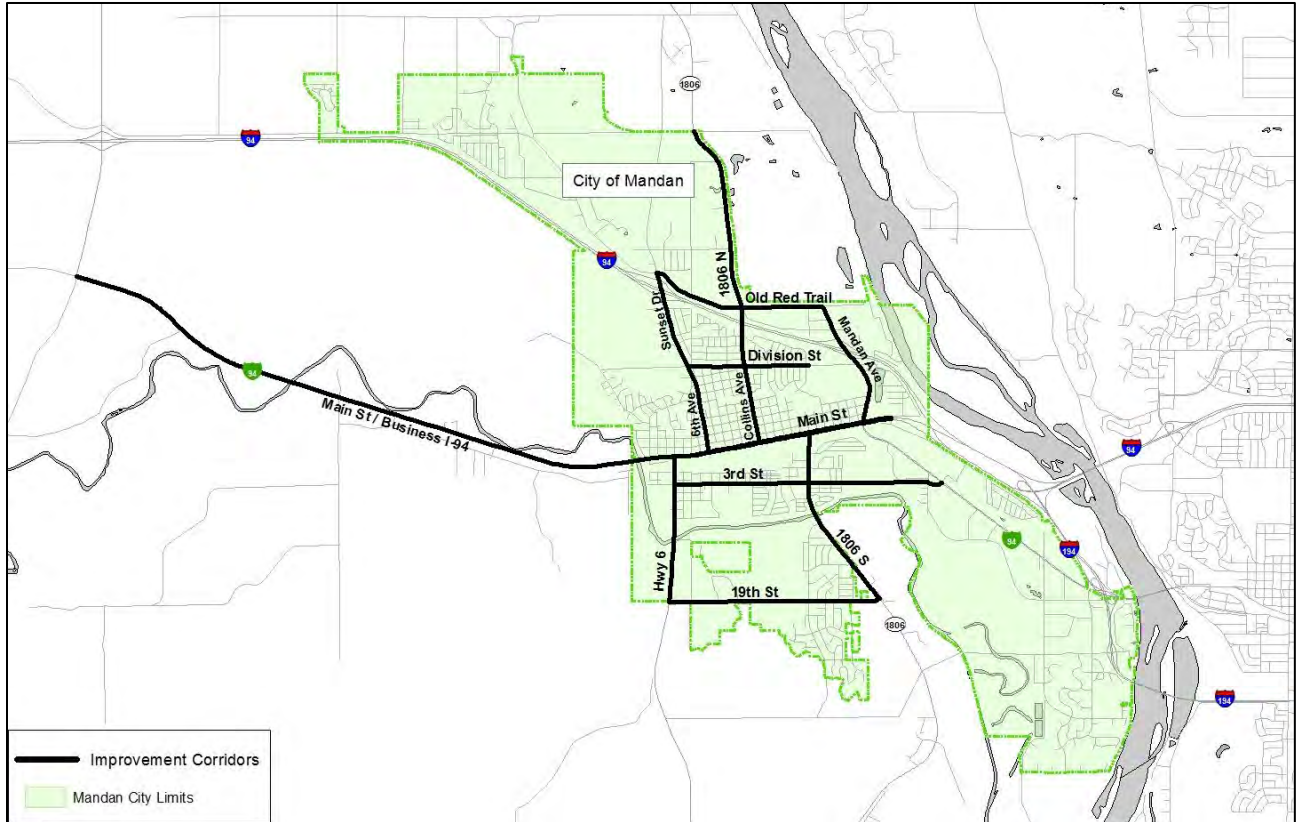 1806
94
City of Mandan
94
1806 N
Old Red Trail
Sunset Dr
Mandan Ave
Division St
94
6th Ave
Collins Ave
Main St
Main St / Business I-94
94
3rd St
94
194
1806 S
Hwy 6
19th St
1806
194
Improvement Corridors
Mandan City Limits